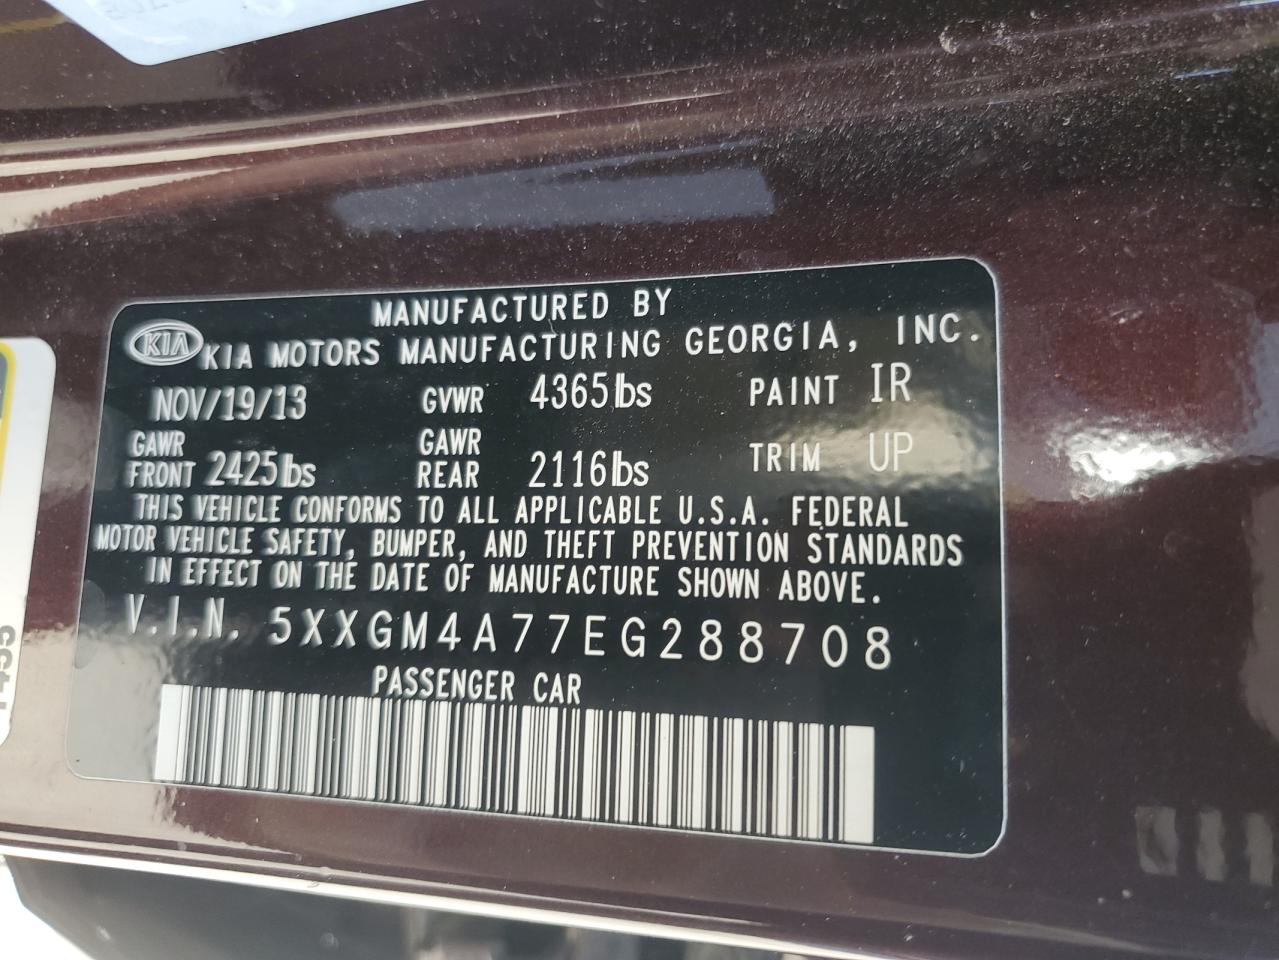 MANUFACTURED BY
KIA KIA MOTORS MANUFACTURING GEORGIA, INC.
NOV/19/13 GVWR 4365lbs PAINT IR
GAWR FRONT 2425lbs GAWR REAR 2116lbs TRIM UP
THIS VEHICLE CONFORMS TO ALL APPLICABLE U.S.A. FEDERAL
MOTOR VEHICLE SAFETY, BUMPER, AND THEFT PREVENTION STANDARDS
IN EFFECT ON THE DATE OF MANUFACTURE SHOWN ABOVE.
V.I.N. 5XXGM4A77EG288708
PASSENGER CAR